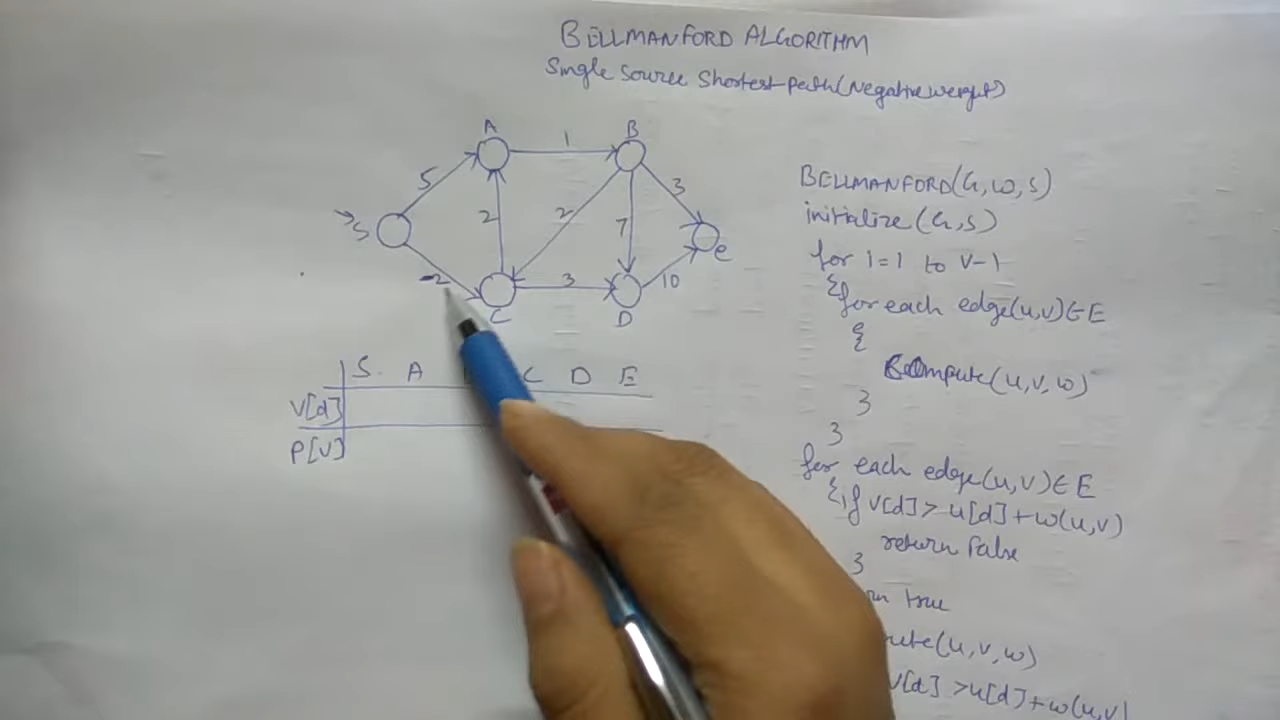 BELLMANFORD ALGORITHM
Single Source Shortest-path(Negative weight)
A
B
1
5
3
2
2
7
S
e
-2
3
10
C
D
S. A C D E
V[d]
P[V]
BELLMANFORD(G,W,S)
initialize(G,S)
for i=1 to V-1
{
for each edge(u,v)∈E
{
Compute(u,v,w)
}
}
for each edge(u,v)∈E
{if v[d]>u[d]+w(u,v)
return False
}
true
(u,v,w)
v[d]>u[d]+w(u,v)